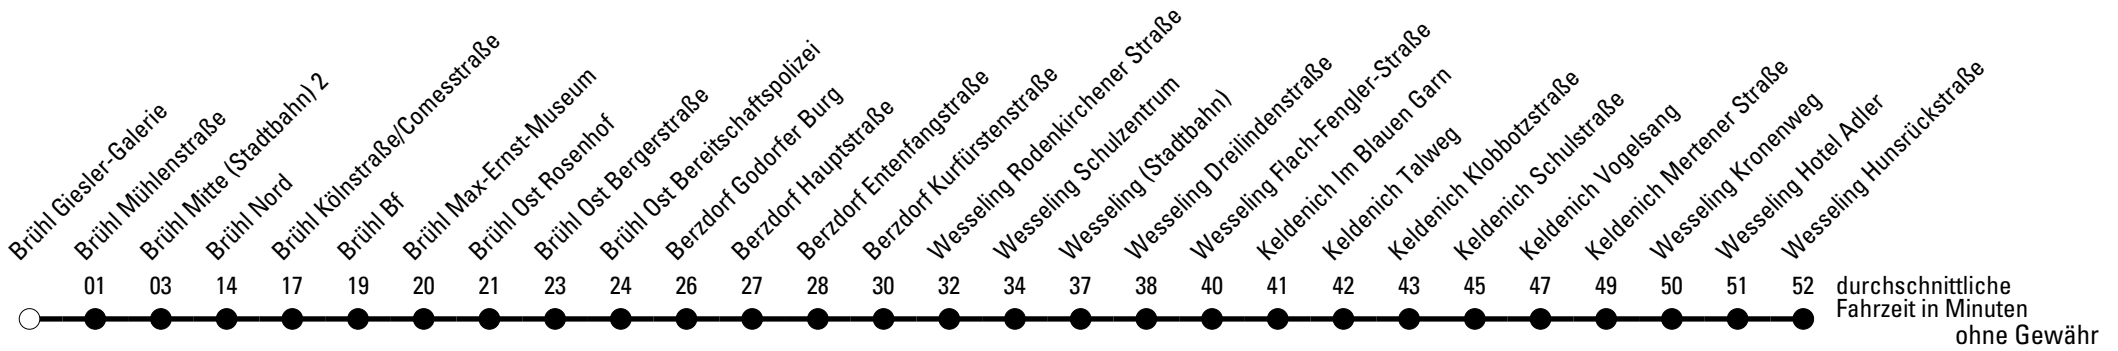 Brühl Giesler-Galerie
Brühl Mühlenstraße
Brühl Mitte (Stadtbahn) 2
Brühl Nord
Brühl Kölnstraße/Comesstraße
Brühl Bf
Brühl Max-Ernst-Museum
Brühl Ost Rosenhof
Brühl Ost Bergerstraße
Brühl Ost Bereitschaftspolizei
Berzdorf Godorfer Burg
Berzdorf Hauptstraße
Berzdorf Entenfangstraße
Berzdorf Kurfürstenstraße
Wesseling Rodenkirchener Straße
Wesseling Schulzentrum
Wesseling (Stadtbahn)
Wesseling Dreilindenstraße
Wesseling Flach-Fengler-Straße
Keldenich Im Blauen Garn
Keldenich Talweg
Keldenich Klobbotzstraße
Keldenich Schulstraße
Keldenich Vogelsang
Keldenich Mertener Straße
Wesseling Kronenweg
Wesseling Hotel Adler
Wesseling Hunsrückstraße
01 03 14 17 19 20 21 23 24 26 27 28 30 32 34 37 38 40 41 42 43 45 47 49 50 51 52 durchschnittliche
Fahrzeit in Minuten
ohne Gewähr